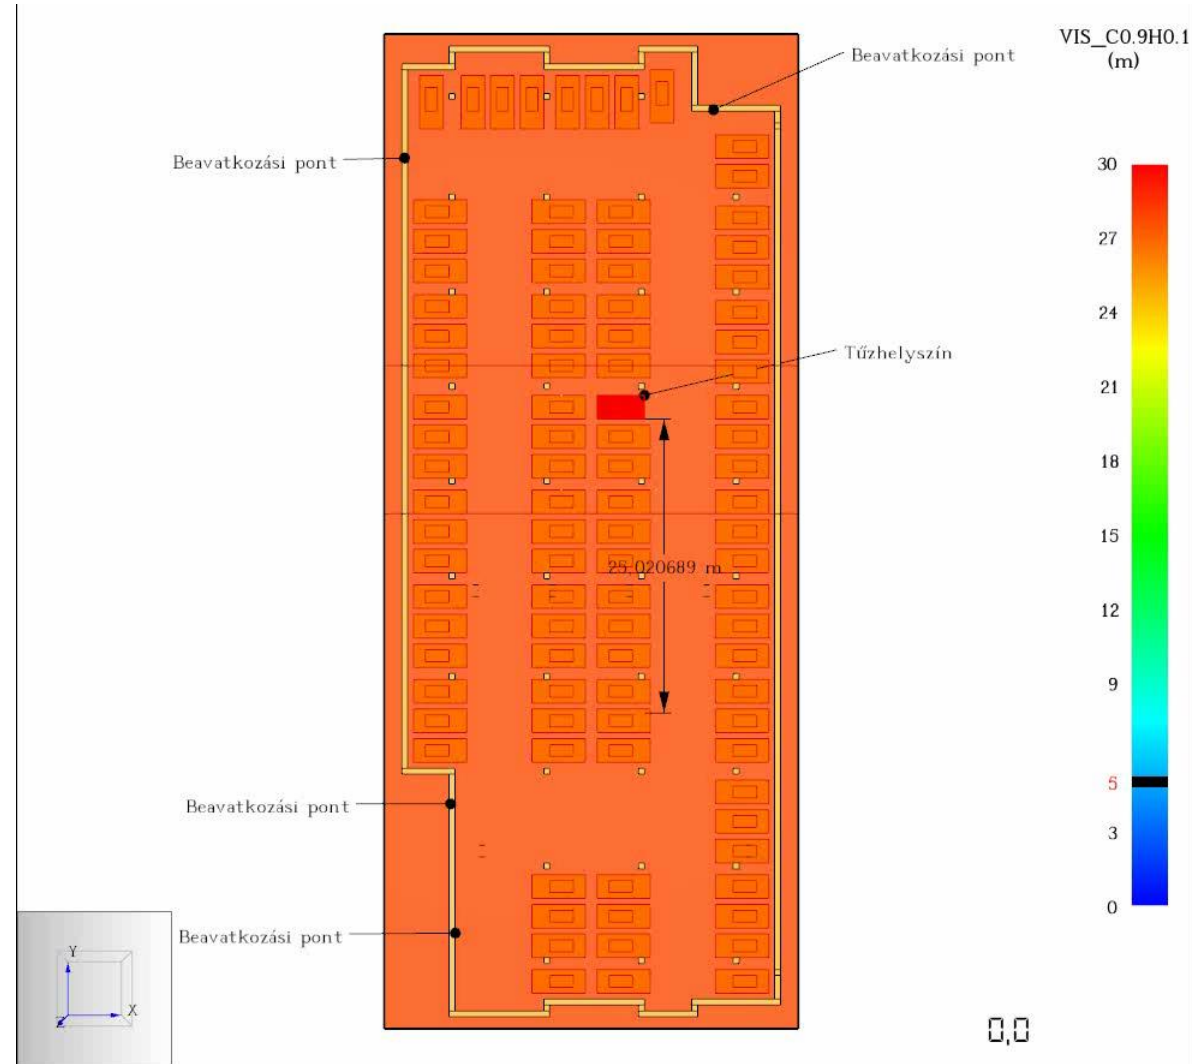 VIS_C0.9H0.1
(m)
Beavatkozási pont
Beavatkozási pont
30
27
24
Tűzhelyszín
21
18
15
25,020689 m
12
9
5
Beavatkozási pont
3
0
Beavatkozási pont
Y
X
Z
0,0